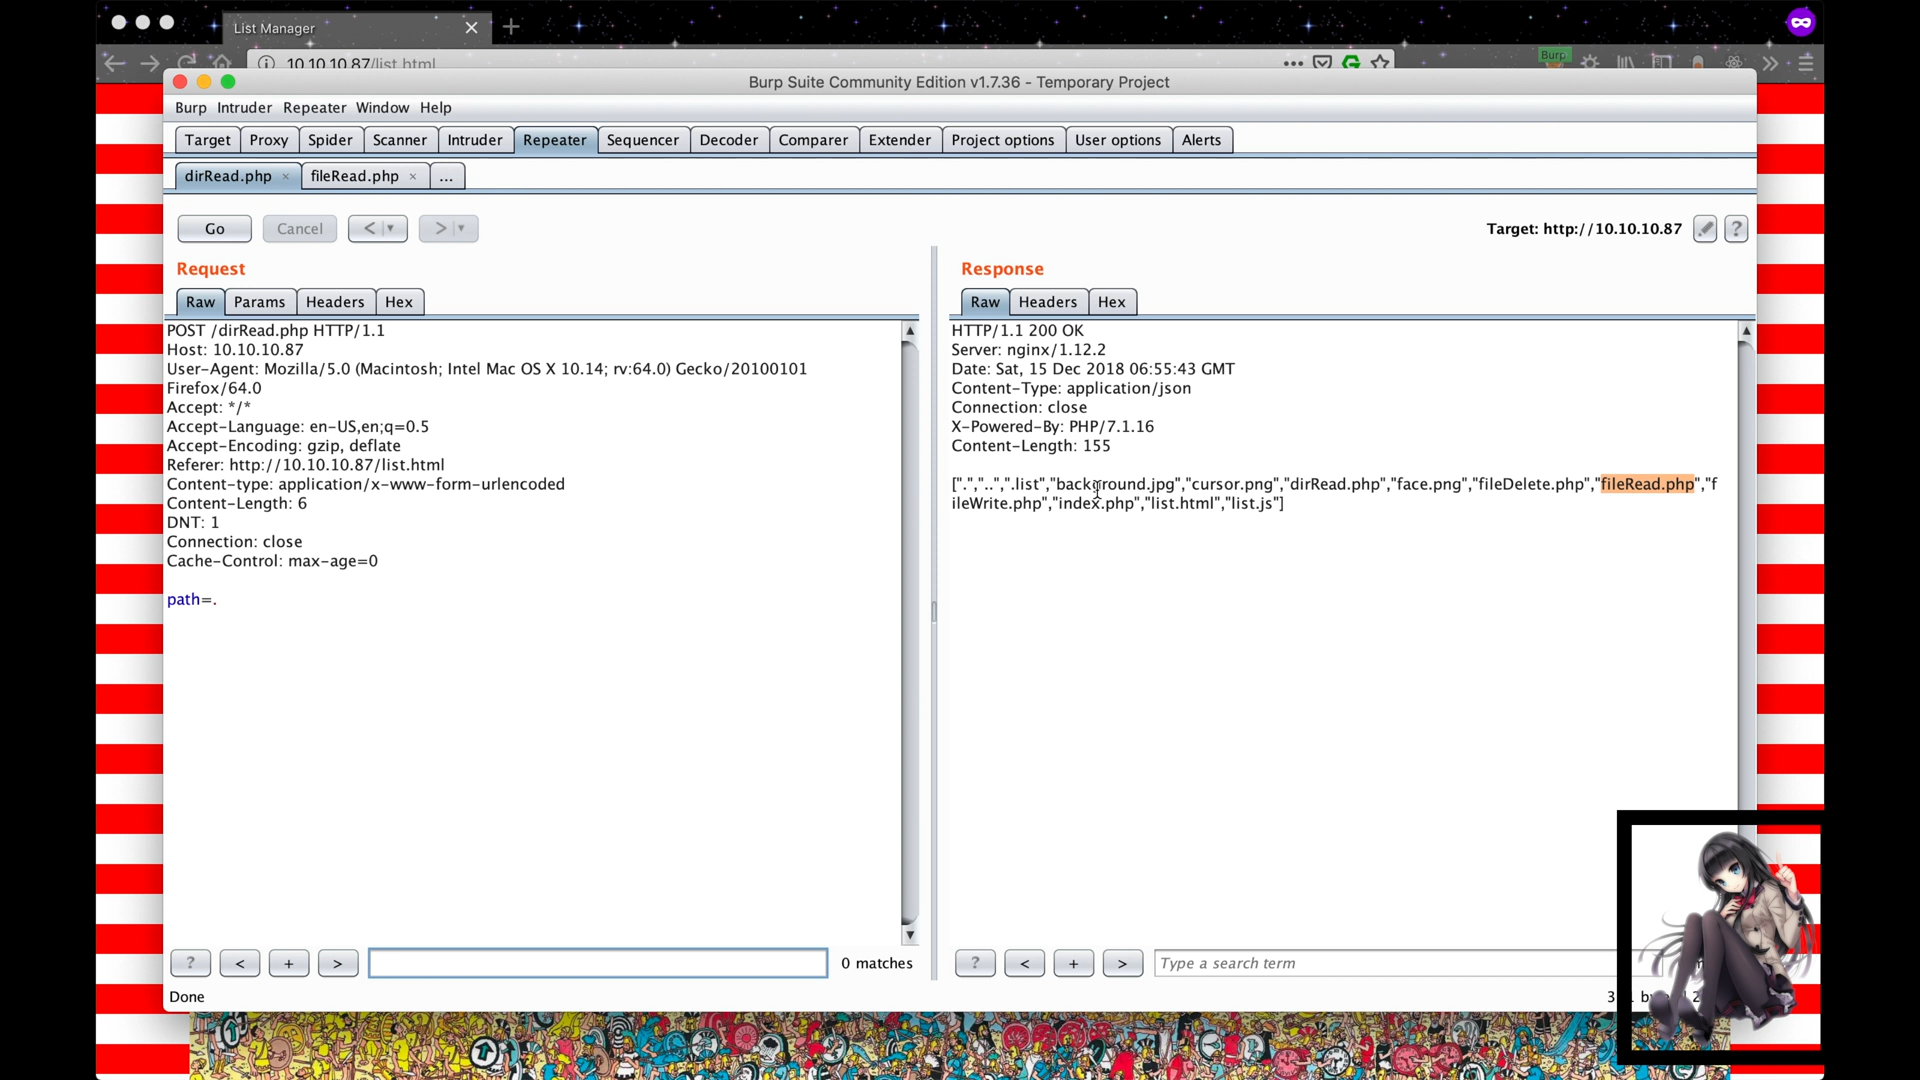 List Manager
10.10.10.87/list.html
Burp
Burp Suite Community Edition v1.7.36 - Temporary Project
Burp Intruder Repeater Window Help
Target Proxy Spider Scanner Intruder Repeater Sequencer Decoder Comparer Extender Project options User options Alerts
dirRead.php × fileRead.php × ...
Go Cancel < > Target: http://10.10.10.87 ?
Request
Raw Params Headers Hex
POST /dirRead.php HTTP/1.1
Host: 10.10.10.87
User-Agent: Mozilla/5.0 (Macintosh; Intel Mac OS X 10.14; rv:64.0) Gecko/20100101
Firefox/64.0
Accept: */*
Accept-Language: en-US,en;q=0.5
Accept-Encoding: gzip, deflate
Referer: http://10.10.10.87/list.html
Content-type: application/x-www-form-urlencoded
Content-Length: 6
DNT: 1
Connection: close
Cache-Control: max-age=0
path=.
? < + > 0 matches
Done
Response
Raw Headers Hex
HTTP/1.1 200 OK
Server: nginx/1.12.2
Date: Sat, 15 Dec 2018 06:55:43 GMT
Content-Type: application/json
Connection: close
X-Powered-By: PHP/7.1.16
Content-Length: 155
[".","..",".list","background.jpg","cursor.png","dirRead.php","face.png","fileDelete.php","fileRead.php","f
ileWrite.php","index.php","list.html","list.js"]
? < + > Type a search term